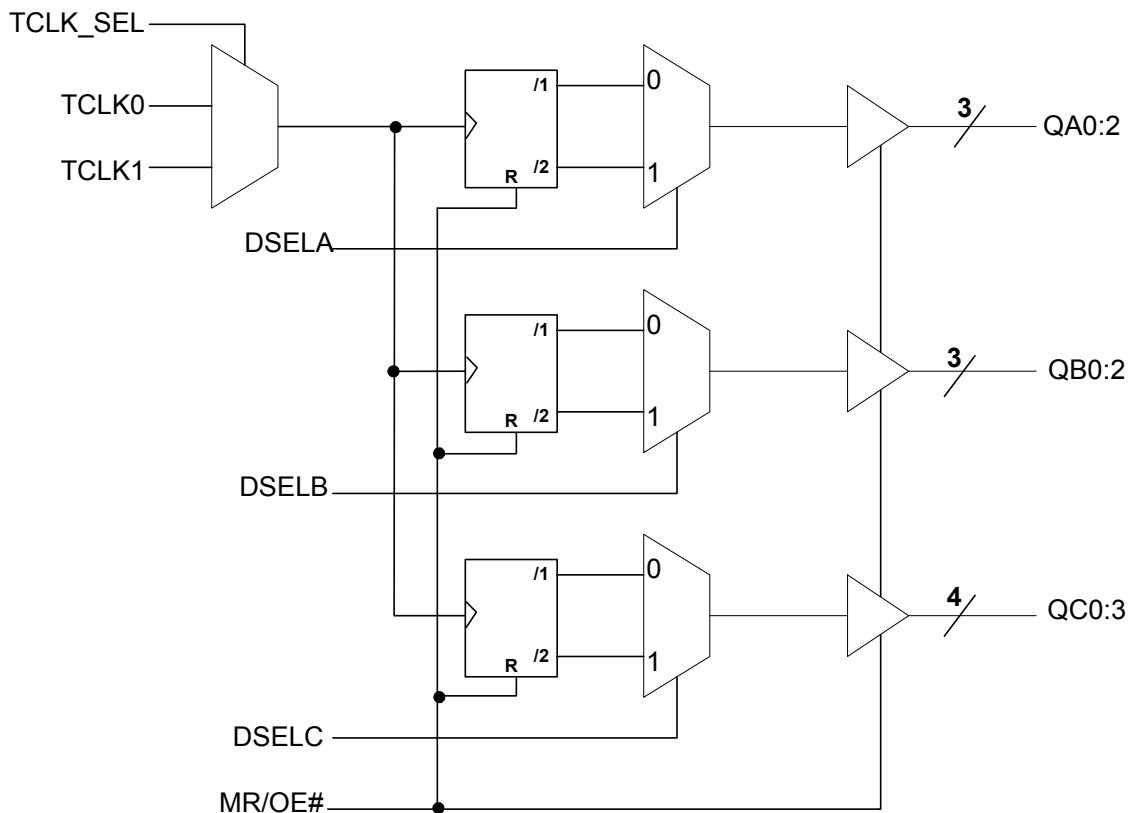 TCLK_SEL
TCLK0
TCLK1
/1
/2
R
0
1
3
QA0:2
DSELA
/1
/2
R
0
1
3
QB0:2
DSELB
/1
/2
R
0
1
4
QC0:3
DSELC
MR/OE#